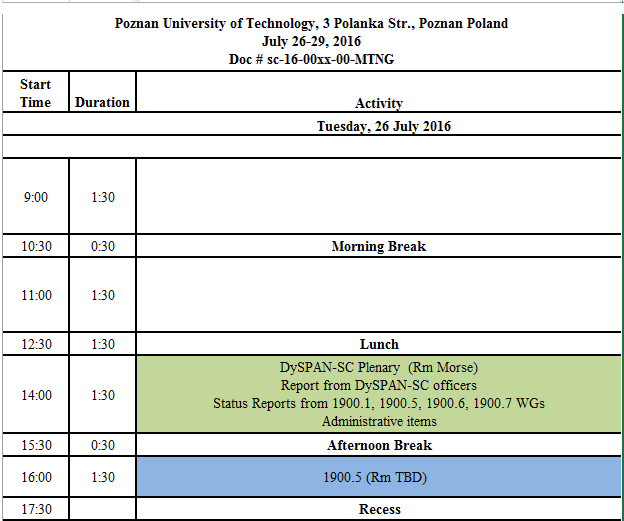 Poznan University of Technology, 3 Polanka Str., Poznan Poland
July 26-29, 2016
Doc # sc-16-00xx-00-MTNG
Start
Time Duration Activity
Tuesday, 26 July 2016
9:00 1:30
10:30 0:30 Morning Break
11:00 1:30
12:30 1:30 Lunch
DySPAN-SC Plenary (Rm Morse)
Report from DySPAN-SC officers
14:00 1:30
Status Reports from 1900.1, 1900.5, 1900.6, 1900.7 WGs
Administrative items
15:30 0:30 Afternoon Break
16:00 1:30 1900.5 (Rm TBD)
17:30 Recess